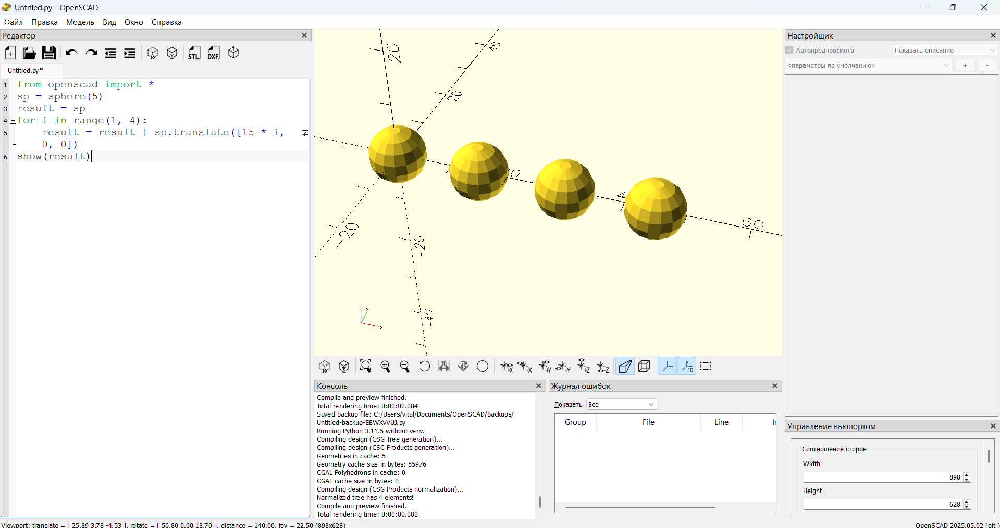 Untitled.py - OpenSCAD
Файл Правка Модель Вид Окно Справка
Редактор
STL DXF
Untitled.py*
1 from openscad import *
2 sp = sphere(5)
3 result = sp
4 for i in range(1, 4):
5 result = result | sp.translate([15 * i,
0, 0])
6 show(result)
20
40
20
0
4
60
-20
-20
-40
Z
Y
X
10 45 +X -X +Y -Y +Z -Z 10
Консоль
Compile and preview finished.
Total rendering time: 0:00:00.084
Saved backup file: C:/Users/vital/Documents/OpenSCAD/backups/
Untitled-backup-EBWXvVUJ.py
Running Python 3.11.5 without venv.
Compiling design (CSG Tree generation)...
Compiling design (CSG Products generation)...
Geometries in cache: 5
Geometry cache size in bytes: 55976
CGAL Polyhedrons in cache: 0
CGAL cache size in bytes: 0
Compiling design (CSG Products normalization)...
Normalized tree has 4 elements!
Compile and preview finished.
Total rendering time: 0:00:00.080
Журнал ошибок
Показать Все
Group File Line
Настройщик
Автопредпросмотр Показать описание
<параметры по умолчанию> + -
Управление вьюпортом
Соотношение сторон
Width
898
Height
628
Viewport: translate = [ 25.89 3.78 -4.53 ], rotate = [ 50.80 0.00 18.70 ], distance = 140.00, fov = 22.50 (898x628)
OpenSCAD 2025.05.02 (git )